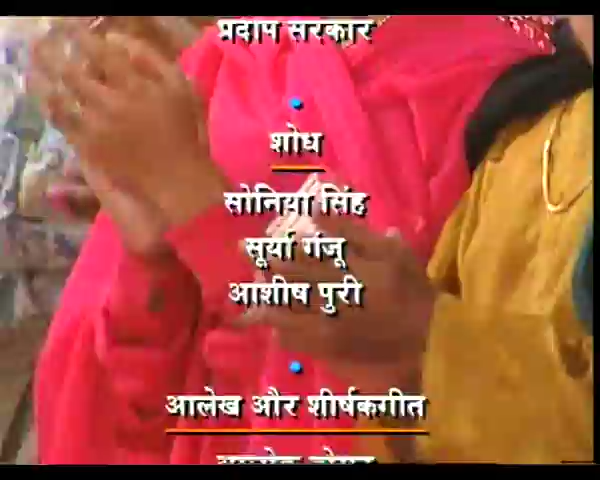 प्रदीप सरकार
शोध
सोनिया सिंह
सूर्या गंजू
आशीष पुरी
आलेख और शीर्षकगीत